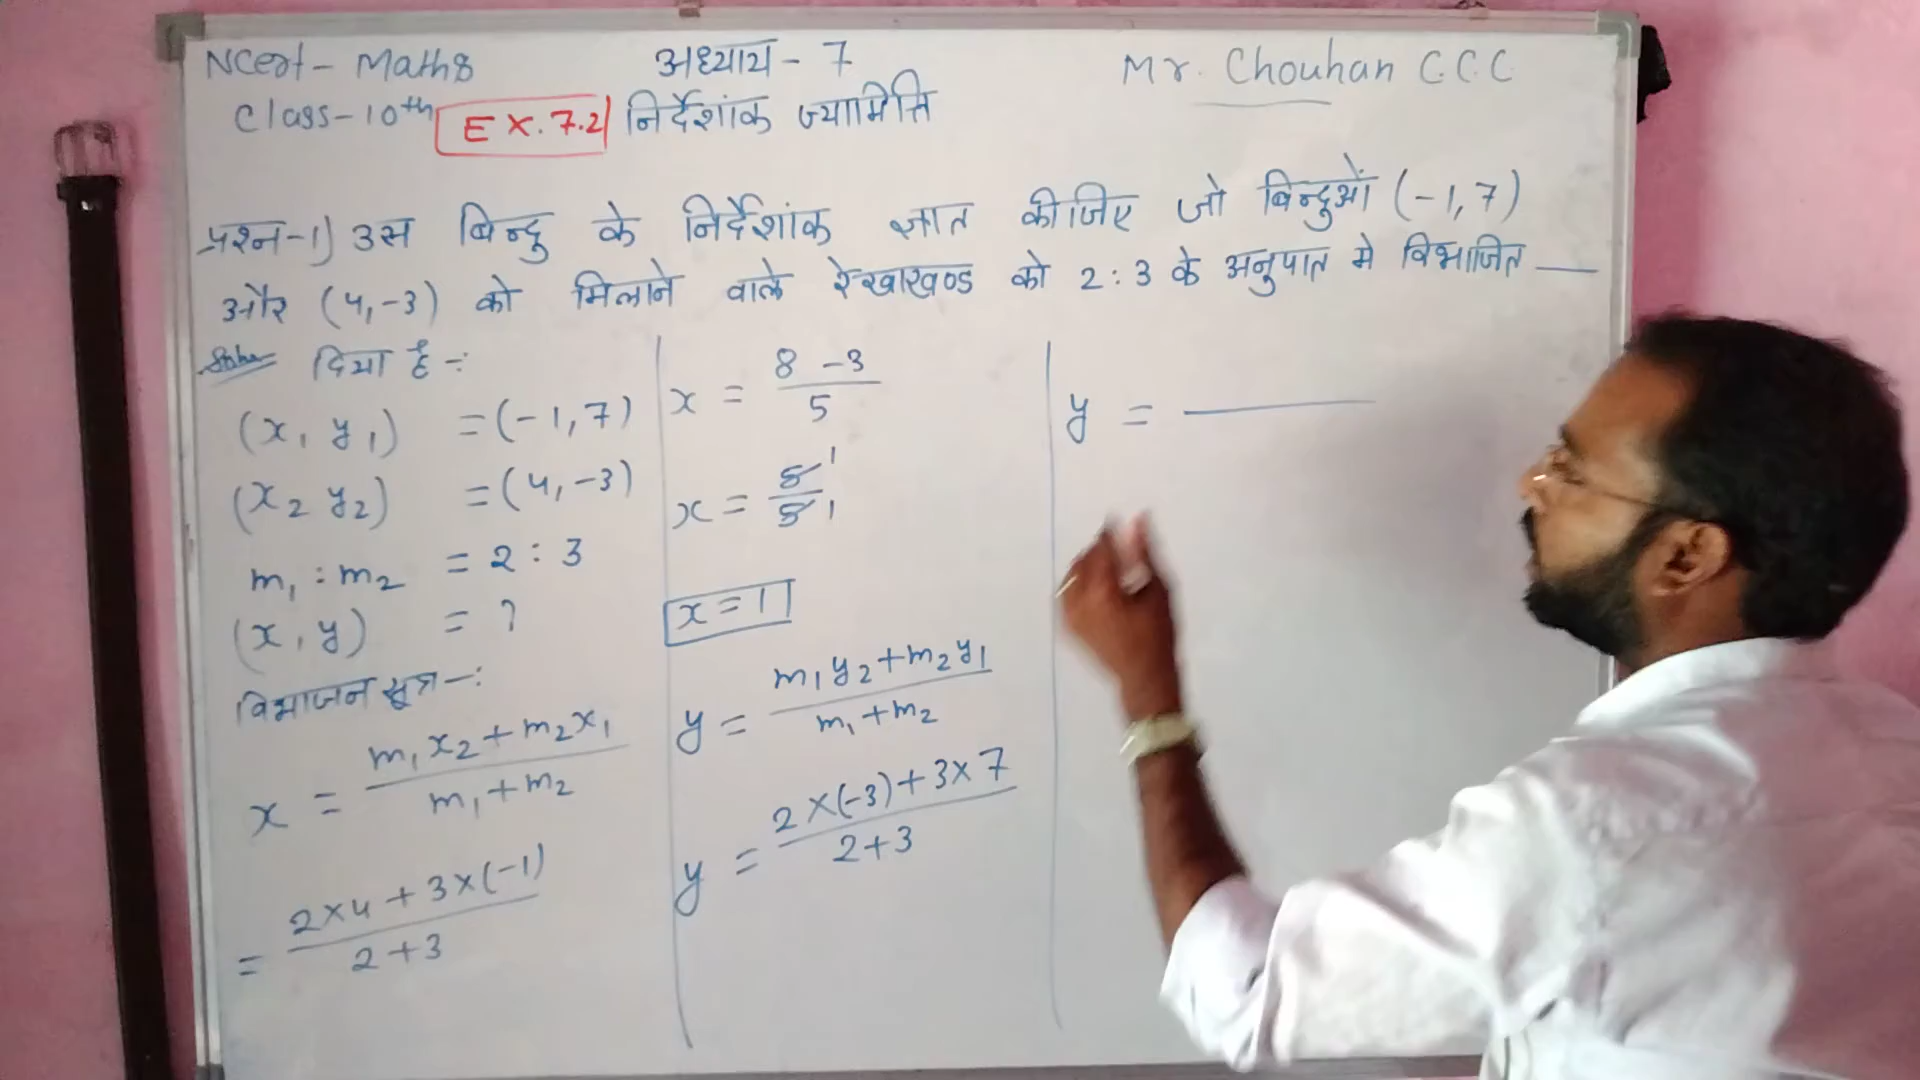 NCert - Maths
अध्याय - 7
Mr. Chouhan C.C.C
Class-10th
EX.7.2
निर्देशांक ज्यामिति
प्रश्न-1) उस बिन्दु के निर्देशांक ज्ञात कीजिए जो बिन्दुओं (-1,7)
और (4,-3) को मिलाने वाले रेखाखण्ड को 2:3 के अनुपात मे विभाजित —
Soln दिया है -:
(x1 y1) = (-1,7)
(x2 y2) = (4,-3)
m1 : m2 = 2 : 3
(x, y) = ?
विभाजन सूत्र -:
x = (m1x2+m2x1)/(m1+m2)
= (2×4+3×(-1))/(2+3)
x = (8-3)/5
x = 5/5 1 1
x=1
y = (m1y2+m2y1)/(m1+m2)
y = (2×(-3)+3×7)/(2+3)
y = —